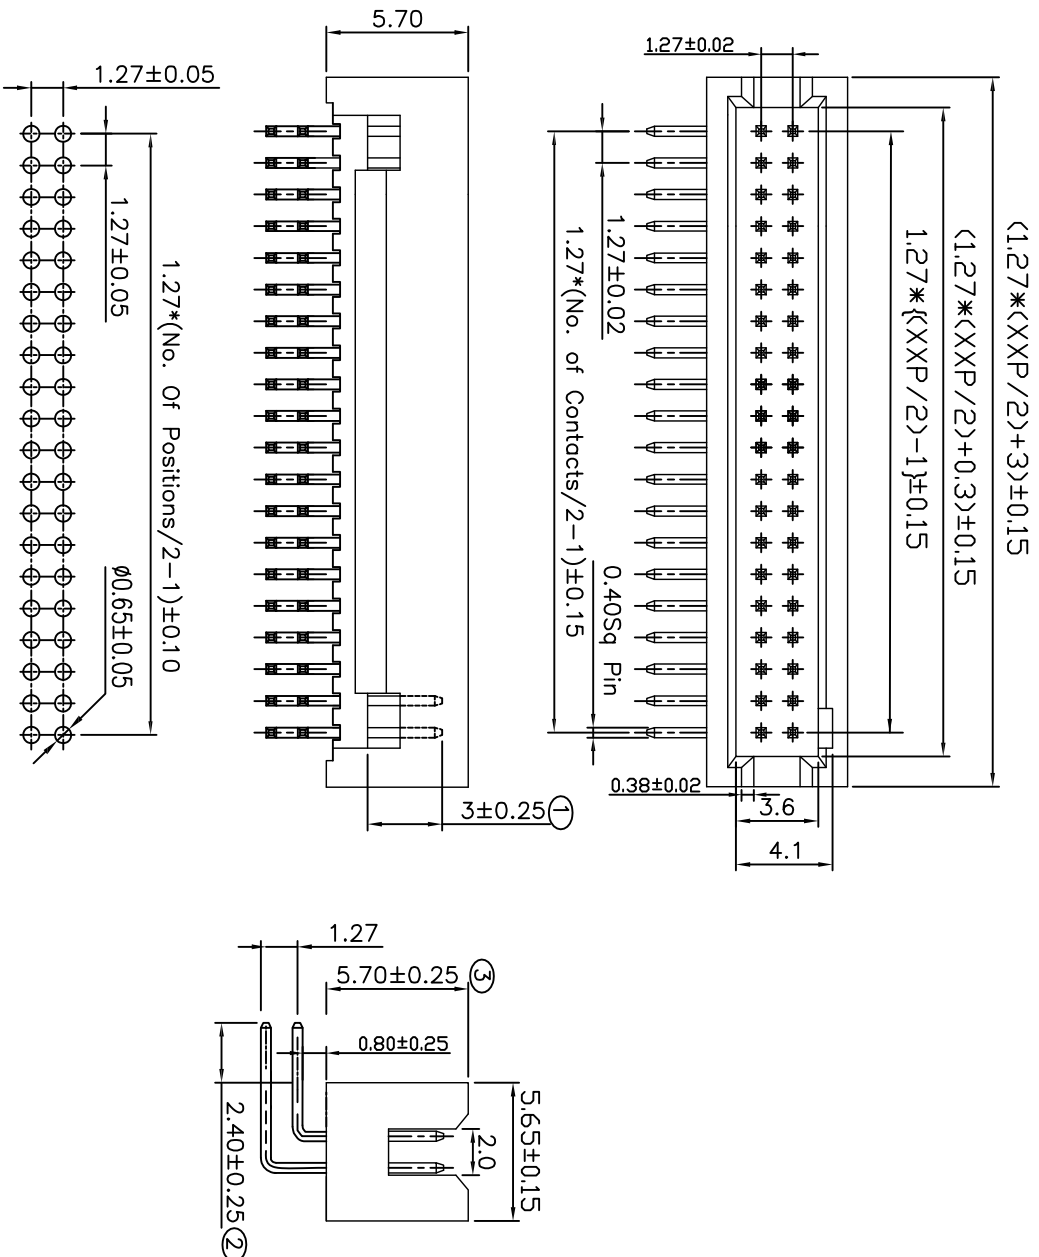 5.70
1.27±0.02
1.27±0.05
(1.27*(XXP/2)+3)±0.15
(1.27*(XXP/2)+0.3)±0.15
1.27*{(XXP/2)-1}±0.15
1.27±0.02
1.27*(No. of Contacts/2-1)±0.15
0.40Sq Pin
1.27±0.05
1.27*(No. Of Positions/2-1)±0.10
ø0.65±0.05
0.38±0.02
3.6
4.1
3±0.25 1
1.27
5.70±0.25 3
0.80±0.25
5.65±0.15
2.0
2.40±0.25 2